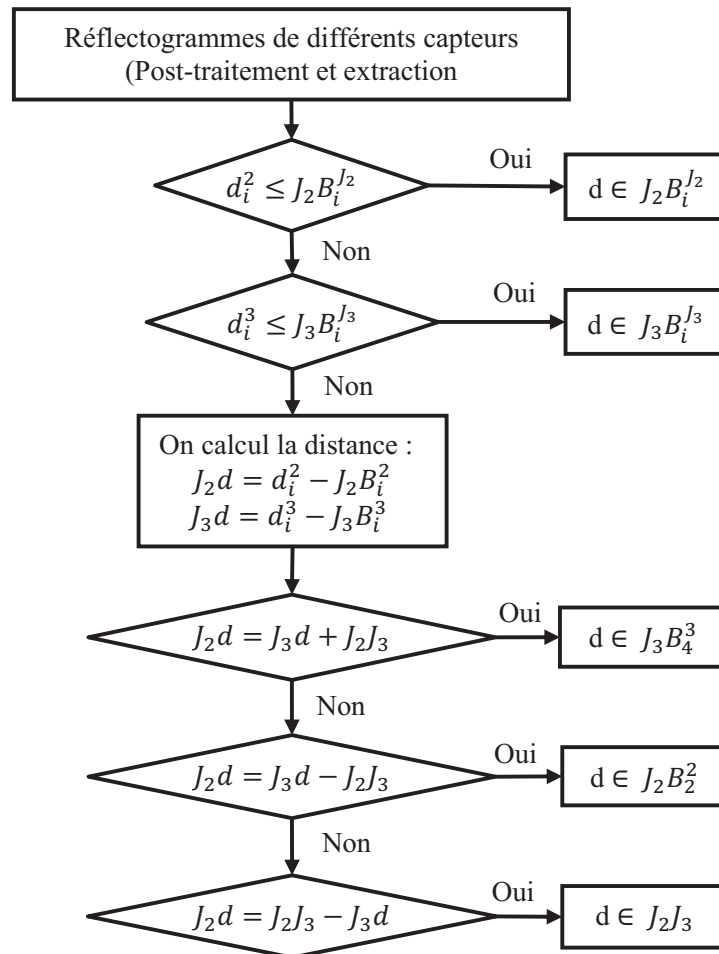 Réflectogrammes de différents capteurs
(Post-traitement et extraction
Oui
$d_i^2 \leq J_2B_i^{J_2}$
d ∈ $J_2B_i^{J_2}$
Non
Oui
$d_i^3 \leq J_3B_i^{J_3}$
d ∈ $J_3B_i^{J_3}$
Non
On calcul la distance :
$J_2d = d_i^2 - J_2B_i^2$
$J_3d = d_i^3 - J_3B_i^3$
Oui
$J_2d = J_3d + J_2J_3$
d ∈ $J_3B_4^3$
Non
Oui
$J_2d = J_3d - J_2J_3$
d ∈ $J_2B_2^2$
Non
Oui
$J_2d = J_2J_3 - J_3d$
d ∈ $J_2J_3$